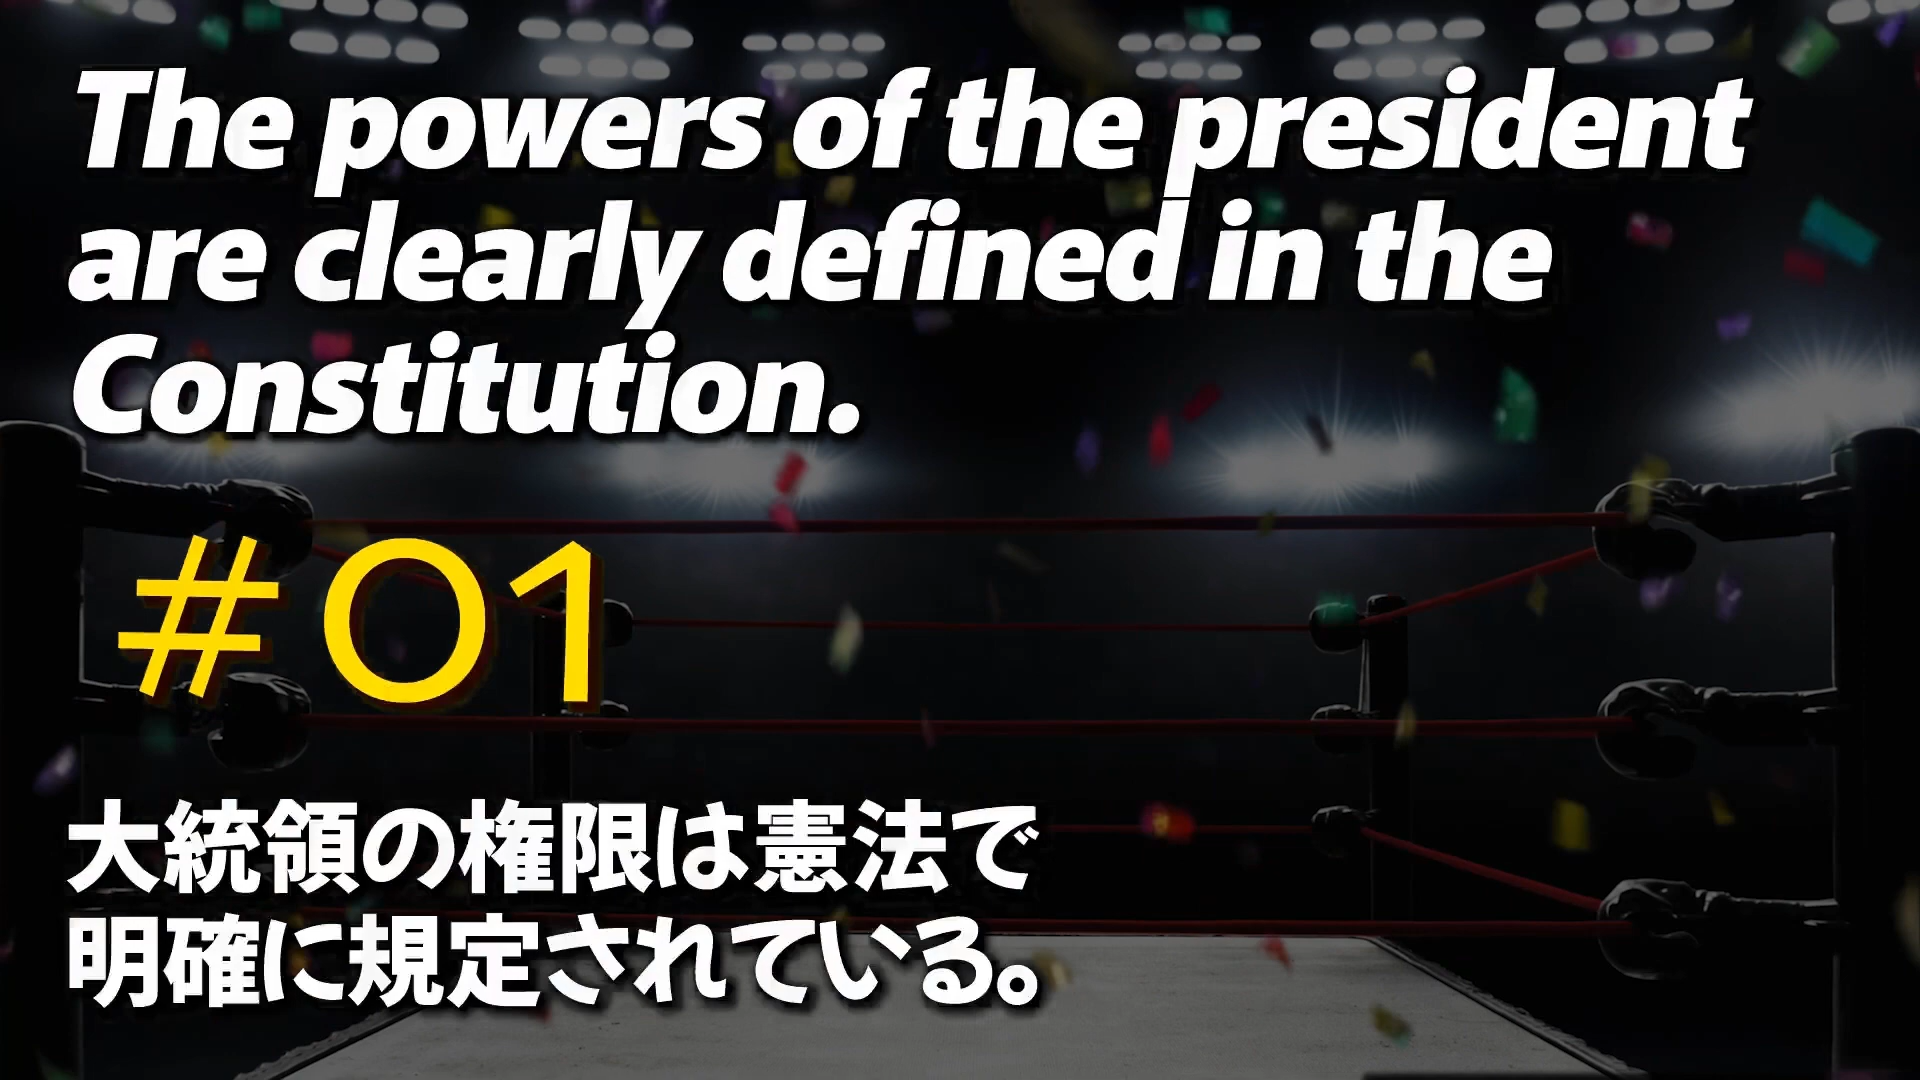 The powers of the president
are clearly defined in the
Constitution.
＃01
大統領の権限は憲法で
明確に規定されている。